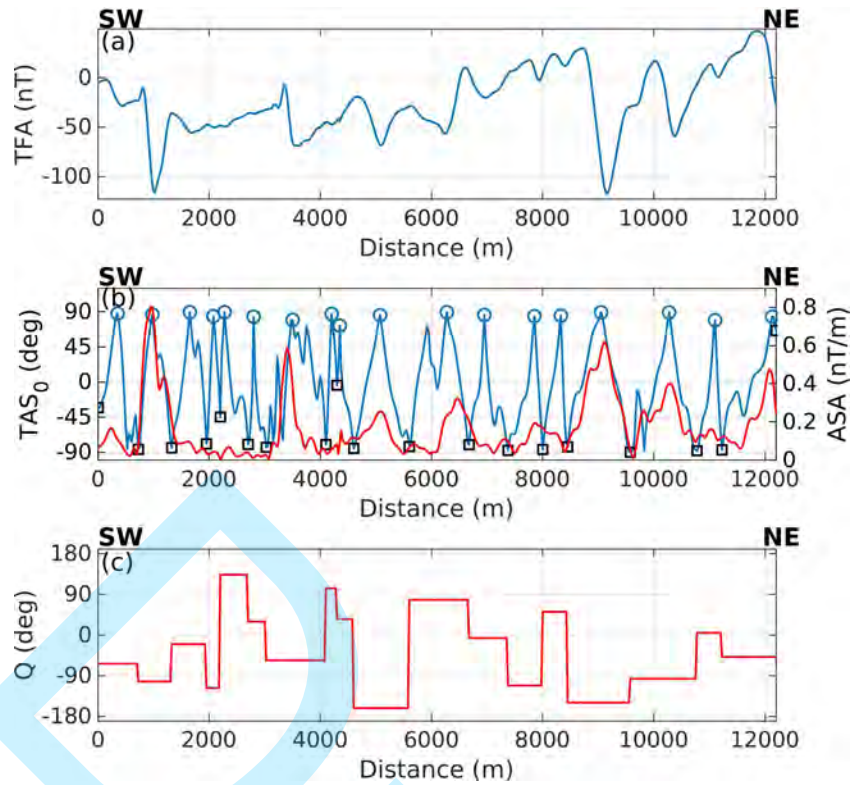 SW NE
(a)
TFA (nT)
0
-50
-100
0 2000 4000 6000 8000 10000 12000
Distance (m)
SW NE
(b)
TAS0 (deg)
90
45
0
-45
-90
0.8
0.6
0.4
0.2
0
ASA (nT/m)
0 2000 4000 6000 8000 10000 12000
Distance (m)
SW NE
(c)
Q (deg)
180
90
0
-90
-180
0 2000 4000 6000 8000 10000 12000
Distance (m)